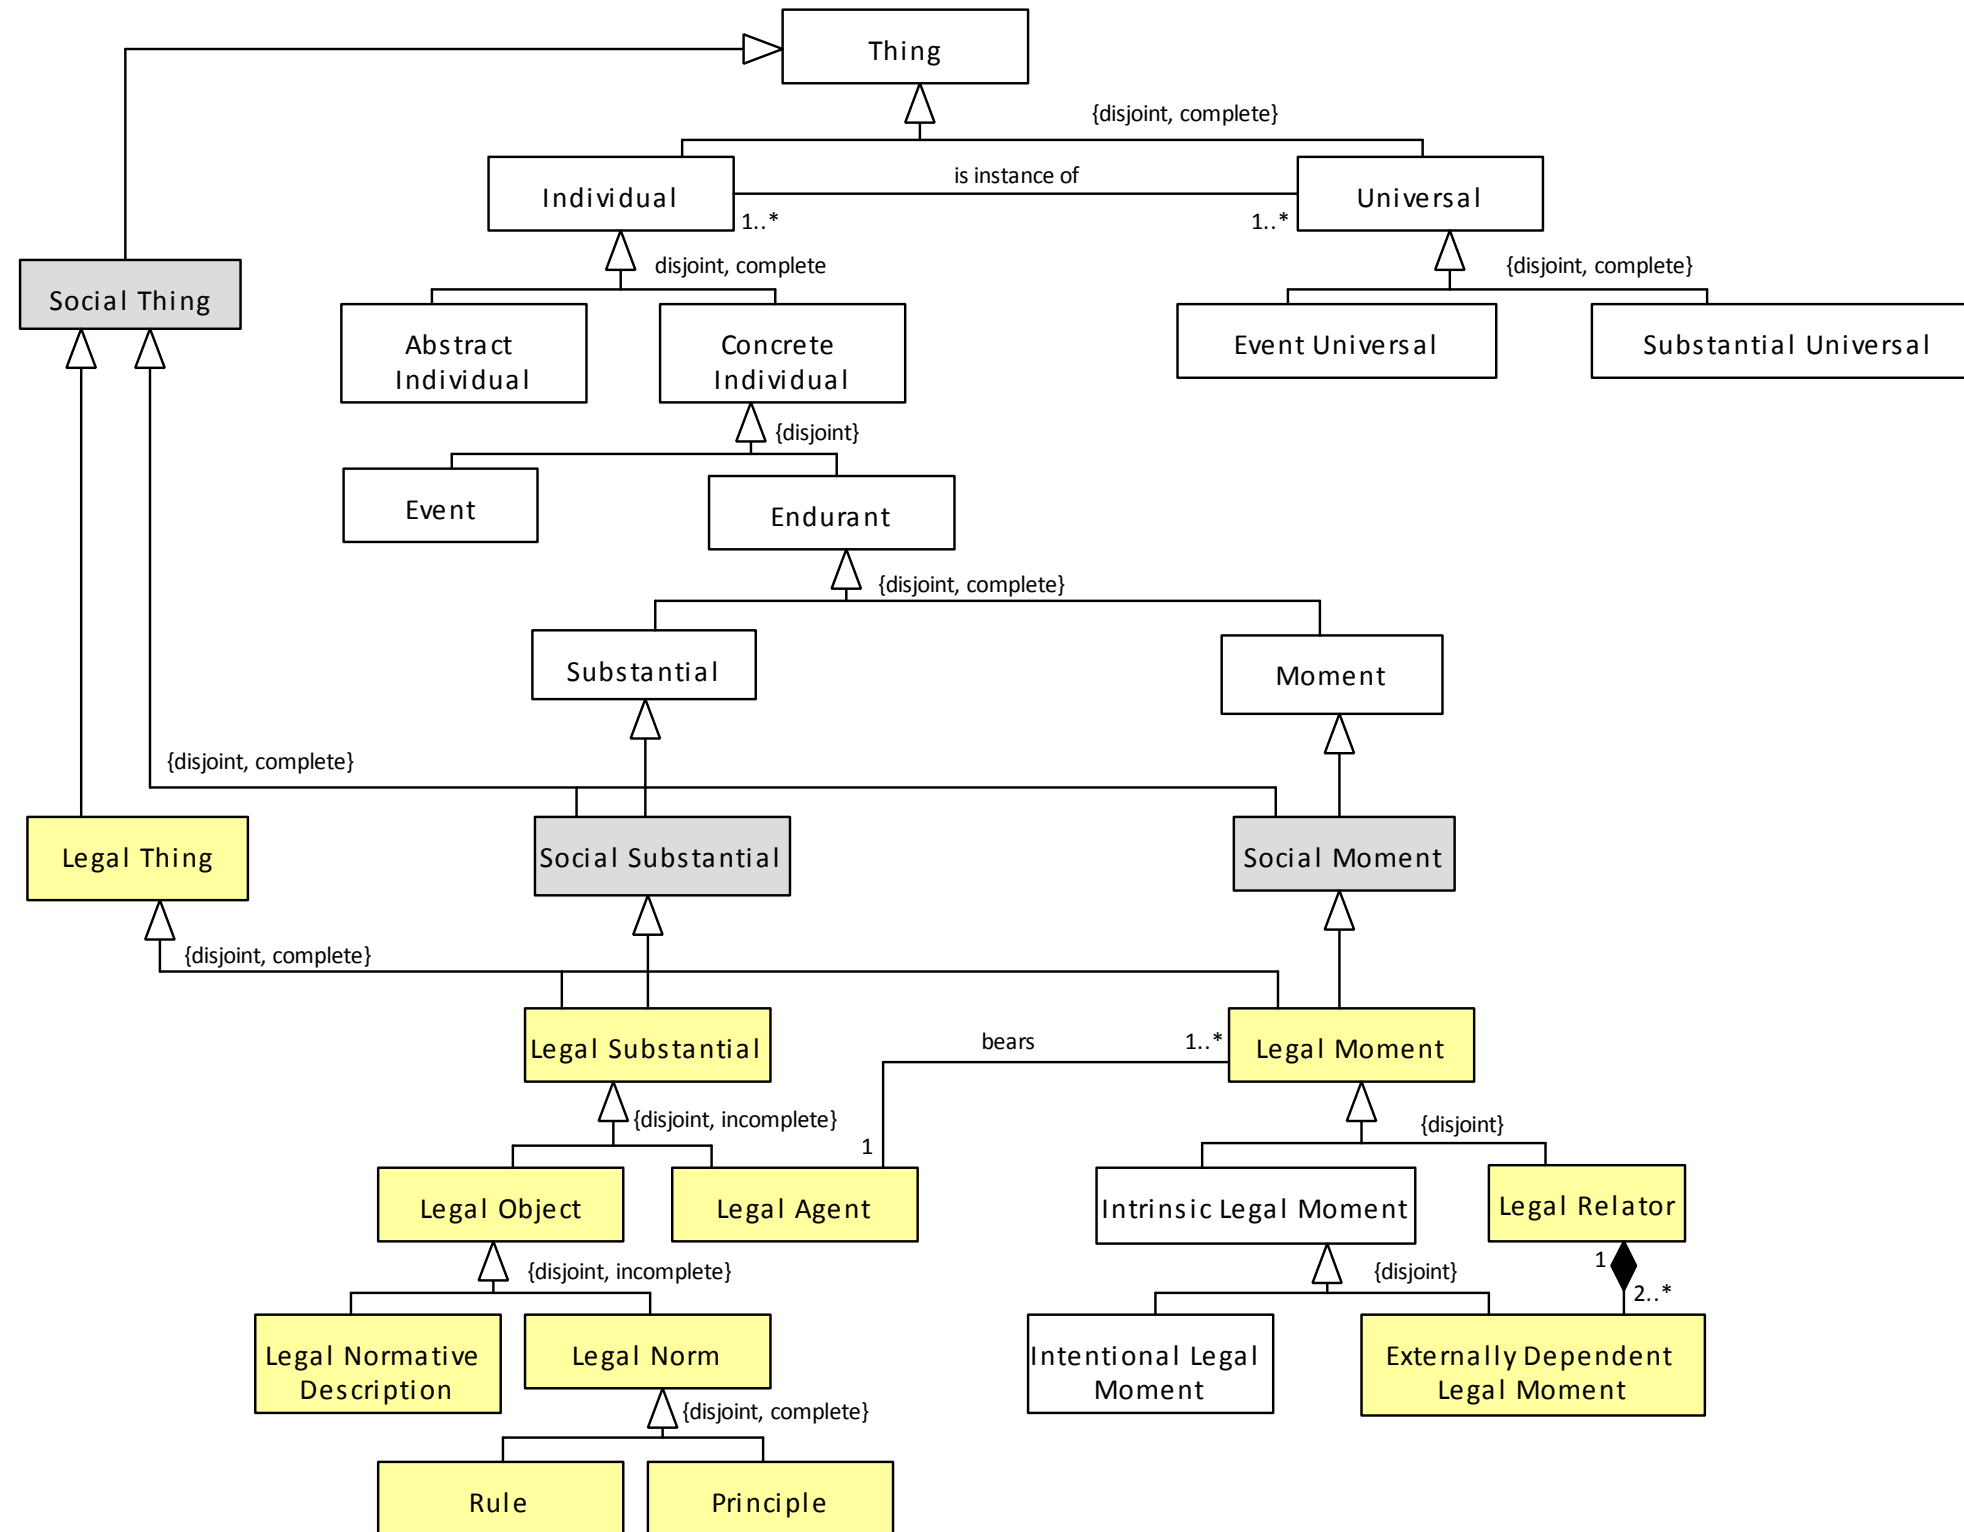 Thing
{disjoint, complete}
Individual
is instance of
Universal
1..*
1..*
disjoint, complete
{disjoint, complete}
Social Thing
Abstract
Individual
Concrete
Individual
Event Universal
Substantial Universal
{disjoint}
Event
Endurant
{disjoint, complete}
Substantial
Moment
{disjoint, complete}
Legal Thing
Social Substantial
Social Moment
{disjoint, complete}
Legal Substantial
bears
1..*
Legal Moment
{disjoint, incomplete}
1
{disjoint}
Legal Object
Legal Agent
Intrinsic Legal Moment
Legal Relator
{disjoint, incomplete}
{disjoint}
1
2..*
Legal Normative
Description
Legal Norm
Intentional Legal
Moment
Externally Dependent
Legal Moment
{disjoint, complete}
Rule
Principle